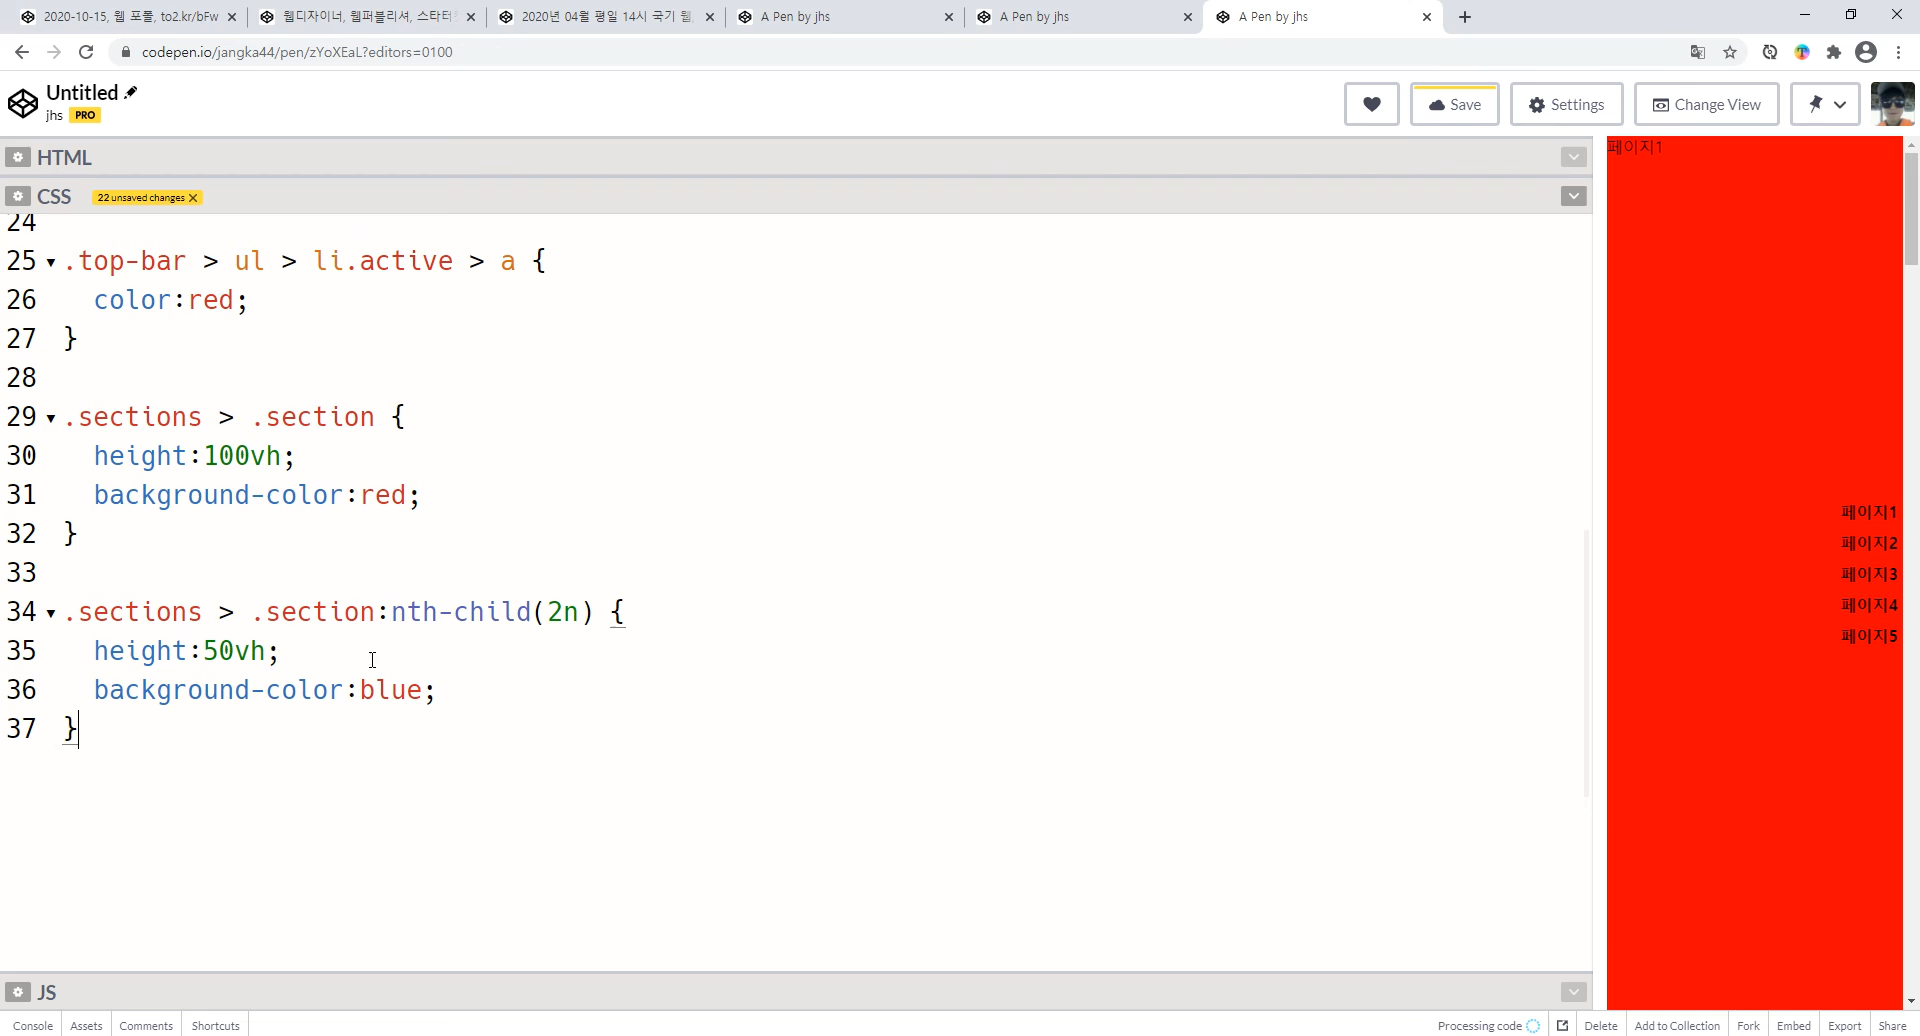 2020-10-15, 웹 포폴, to2.kr/bFw
웹디자이너, 웹퍼블리셔, 스타터
2020년 04월 평일 14시 국기 웹
A Pen by jhs
A Pen by jhs
A Pen by jhs
codepen.io/jangka44/pen/zYoXEaL?editors=0100
Untitled
jhs PRO
Save
Settings
Change View
HTML
CSS 22 unsaved changes
24
25 .top-bar > ul > li.active > a {
26 color:red;
27 }
28
29 .sections > .section {
30 height:100vh;
31 background-color:red;
32 }
33
34 .sections > .section:nth-child(2n) {
35 height:50vh;
36 background-color:blue;
37 }
페이지1
페이지1
페이지2
페이지3
페이지4
페이지5
JS
Console Assets Comments Shortcuts
Processing code Delete Add to Collection Fork Embed Export Share